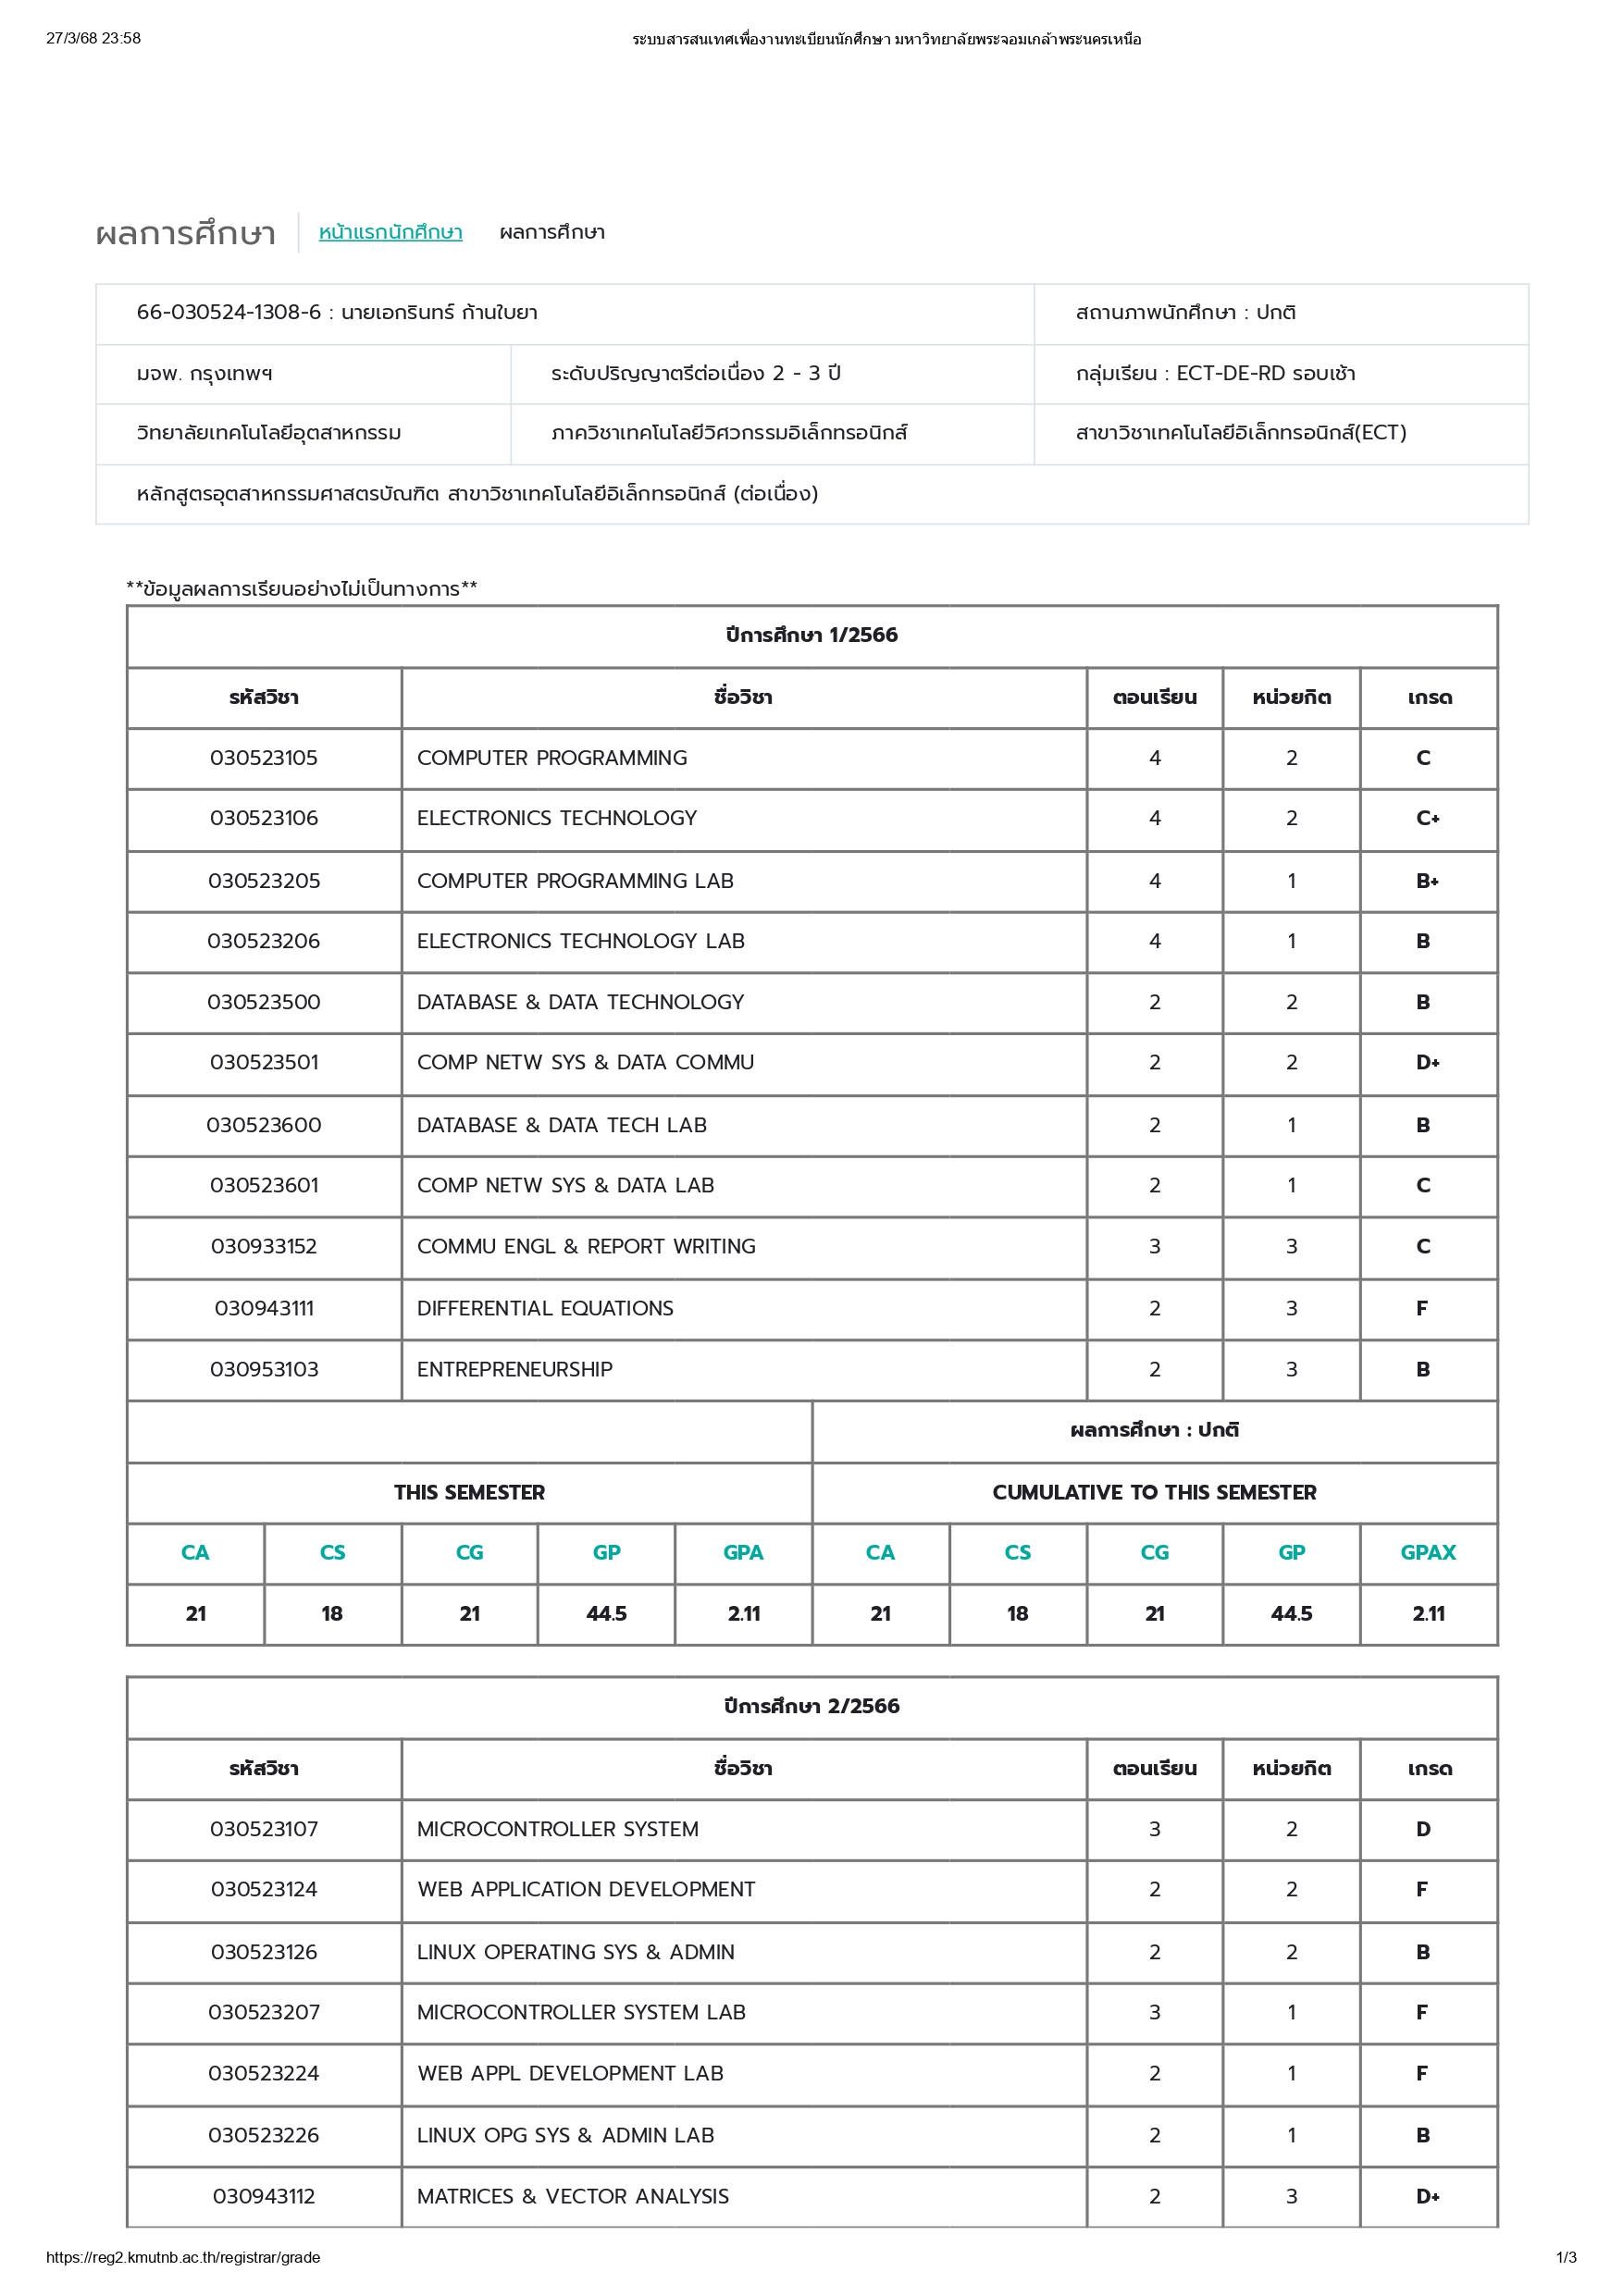 27/3/68 23:58 ระบบสารสนเทศเพื่องานทะเบียนนักศึกษา มหาวิทยาลัยพระจอมเกล้าพระนครเหนือ
ผลการศึกษา หน้าแรกนักศึกษา ผลการศึกษา
66-030524-1308-6 : นายเอกรินทร์ ก้านใบยา สถานภาพนักศึกษา : ปกติ
มจพ. กรุงเทพฯ ระดับปริญญาตรีต่อเนื่อง 2 - 3 ปี กลุ่มเรียน : ECT-DE-RD รอบเช้า
วิทยาลัยเทคโนโลยีอุตสาหกรรม ภาควิชาเทคโนโลยีวิศวกรรมอิเล็กทรอนิกส์ สาขาวิชาเทคโนโลยีอิเล็กทรอนิกส์(ECT)
หลักสูตรอุตสาหกรรมศาสตรบัณฑิต สาขาวิชาเทคโนโลยีอิเล็กทรอนิกส์ (ต่อเนื่อง)
**ข้อมูลผลการเรียนอย่างไม่เป็นทางการ**
ปีการศึกษา 1/2566
รหัสวิชา ชื่อวิชา ตอนเรียน หน่วยกิต เกรด
030523105 COMPUTER PROGRAMMING 4 2 C
030523106 ELECTRONICS TECHNOLOGY 4 2 C+
030523205 COMPUTER PROGRAMMING LAB 4 1 B+
030523206 ELECTRONICS TECHNOLOGY LAB 4 1 B
030523500 DATABASE & DATA TECHNOLOGY 2 2 B
030523501 COMP NETW SYS & DATA COMMU 2 2 D+
030523600 DATABASE & DATA TECH LAB 2 1 B
030523601 COMP NETW SYS & DATA LAB 2 1 C
030933152 COMMU ENGL & REPORT WRITING 3 3 C
030943111 DIFFERENTIAL EQUATIONS 2 3 F
030953103 ENTREPRENEURSHIP 2 3 B
ผลการศึกษา : ปกติ
THIS SEMESTER CUMULATIVE TO THIS SEMESTER
CA CS CG GP GPA CA CS CG GP GPAX
21 18 21 44.5 2.11 21 18 21 44.5 2.11
ปีการศึกษา 2/2566
รหัสวิชา ชื่อวิชา ตอนเรียน หน่วยกิต เกรด
030523107 MICROCONTROLLER SYSTEM 3 2 D
030523124 WEB APPLICATION DEVELOPMENT 2 2 F
030523126 LINUX OPERATING SYS & ADMIN 2 2 B
030523207 MICROCONTROLLER SYSTEM LAB 3 1 F
030523224 WEB APPL DEVELOPMENT LAB 2 1 F
030523226 LINUX OPG SYS & ADMIN LAB 2 1 B
030943112 MATRICES & VECTOR ANALYSIS 2 3 D+
https://reg2.kmutnb.ac.th/registrar/grade 1/3